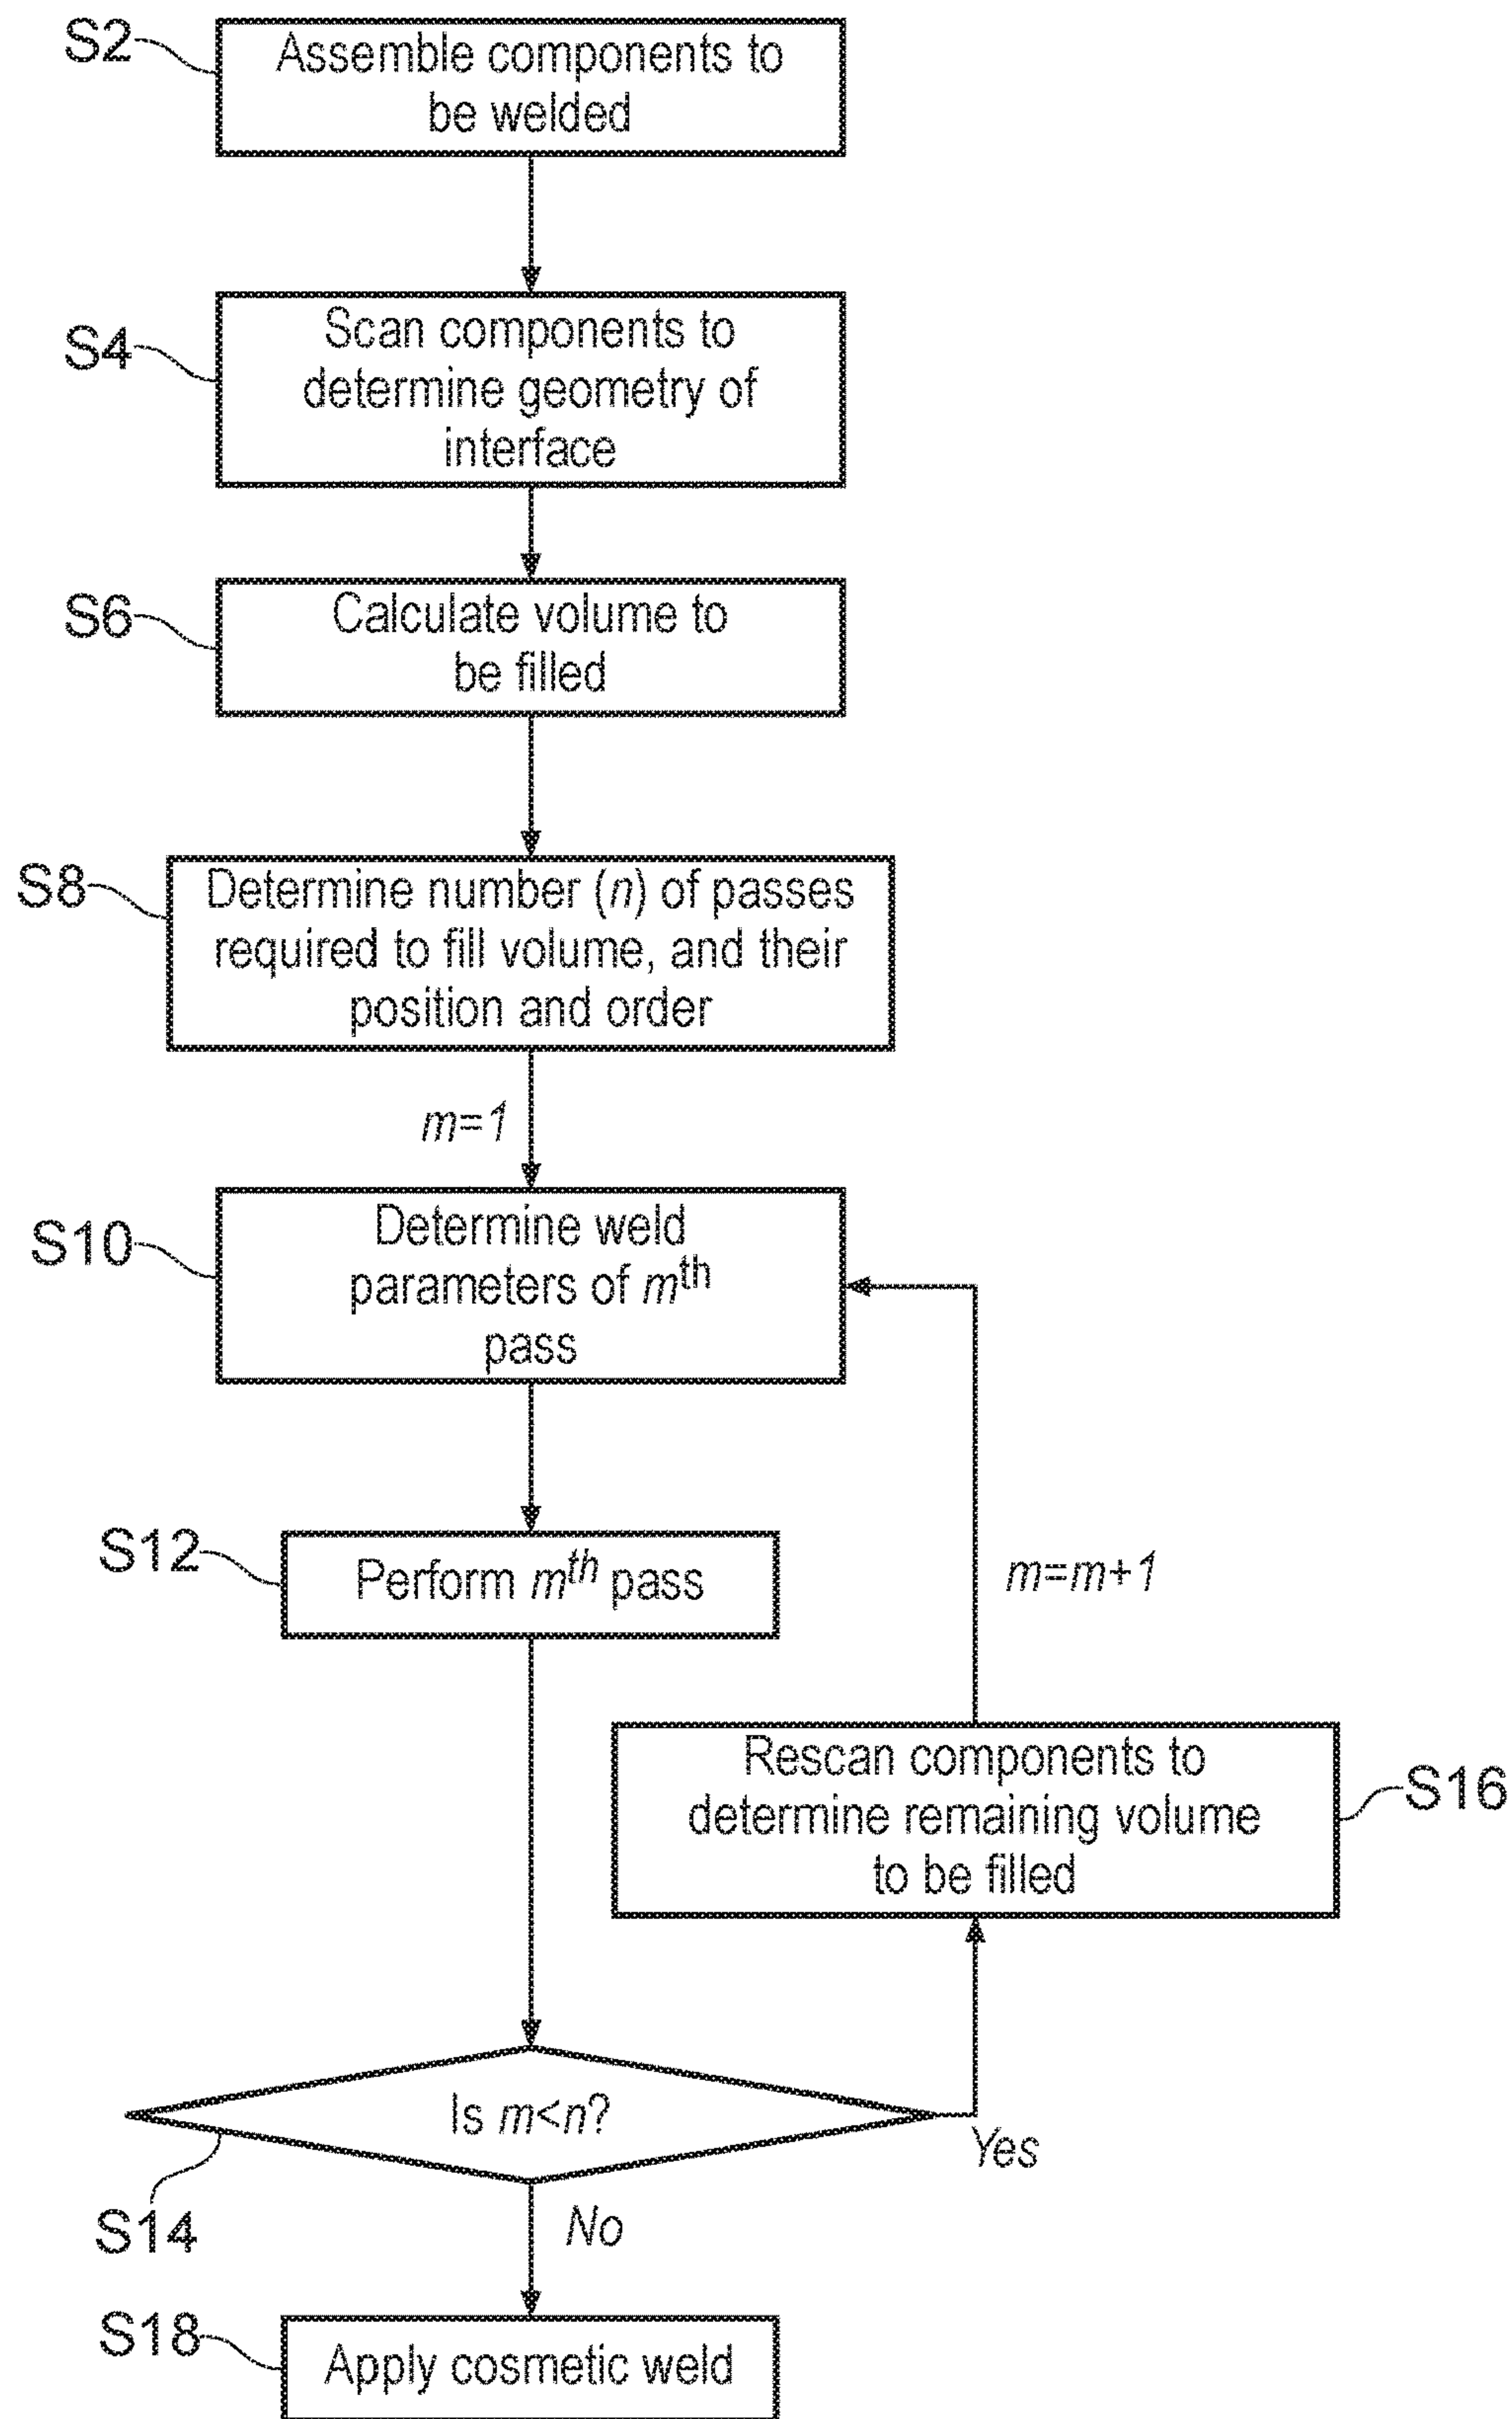 S2
Assemble components to
be welded
S4
Scan components to
determine geometry of
interface
S6
Calculate volume to
be filled
S8
Determine number (n) of passes
required to fill volume, and their
position and order
m=1
S10
Determine weld
parameters of mth
pass
S12
Perform mth pass
m=m+1
Rescan components to
determine remaining volume
to be filled
S16
Is m<n?
Yes
S14
No
S18
Apply cosmetic weld